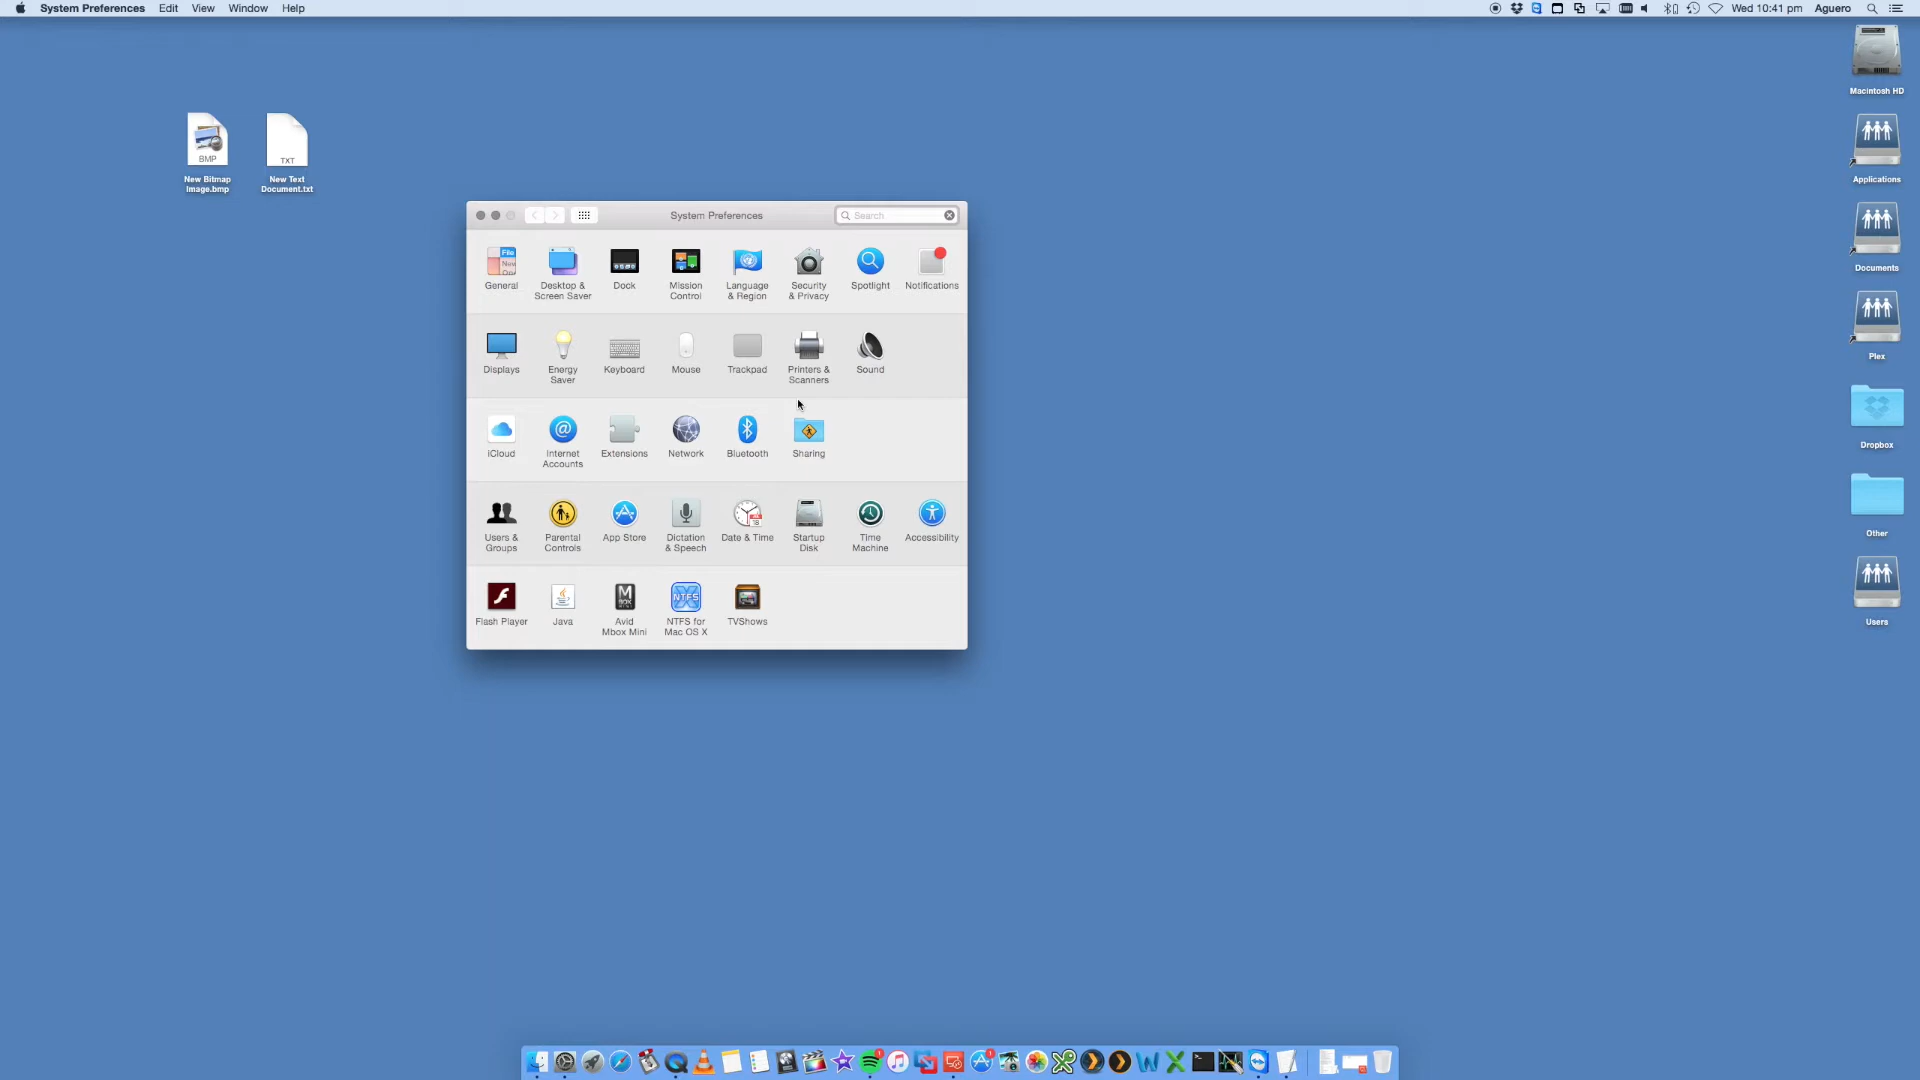 System Preferences Edit View Window Help Wed 10:41 pm Aguero
Macintosh HD
BMP TXT
New Bitmap
Image.bmp
New Text
Document.txt
Applications
Documents
Plex
Dropbox
Other
Users
System Preferences Search
File
General
Desktop &
Screen Saver
Dock
Mission
Control
Language
& Region
Security
& Privacy
Spotlight
Notifications
Displays
Energy
Saver
Keyboard
Mouse
Trackpad
Printers &
Scanners
Sound
iCloud
Internet
Accounts
Extensions
Network
Bluetooth
Sharing
Users &
Groups
Parental
Controls
App Store
Dictation
& Speech
Date & Time
Startup
Disk
Time
Machine
Accessibility
Flash Player
Java
Avid
Mbox Mini
NTFS
NTFS for
Mac OS X
TVShows